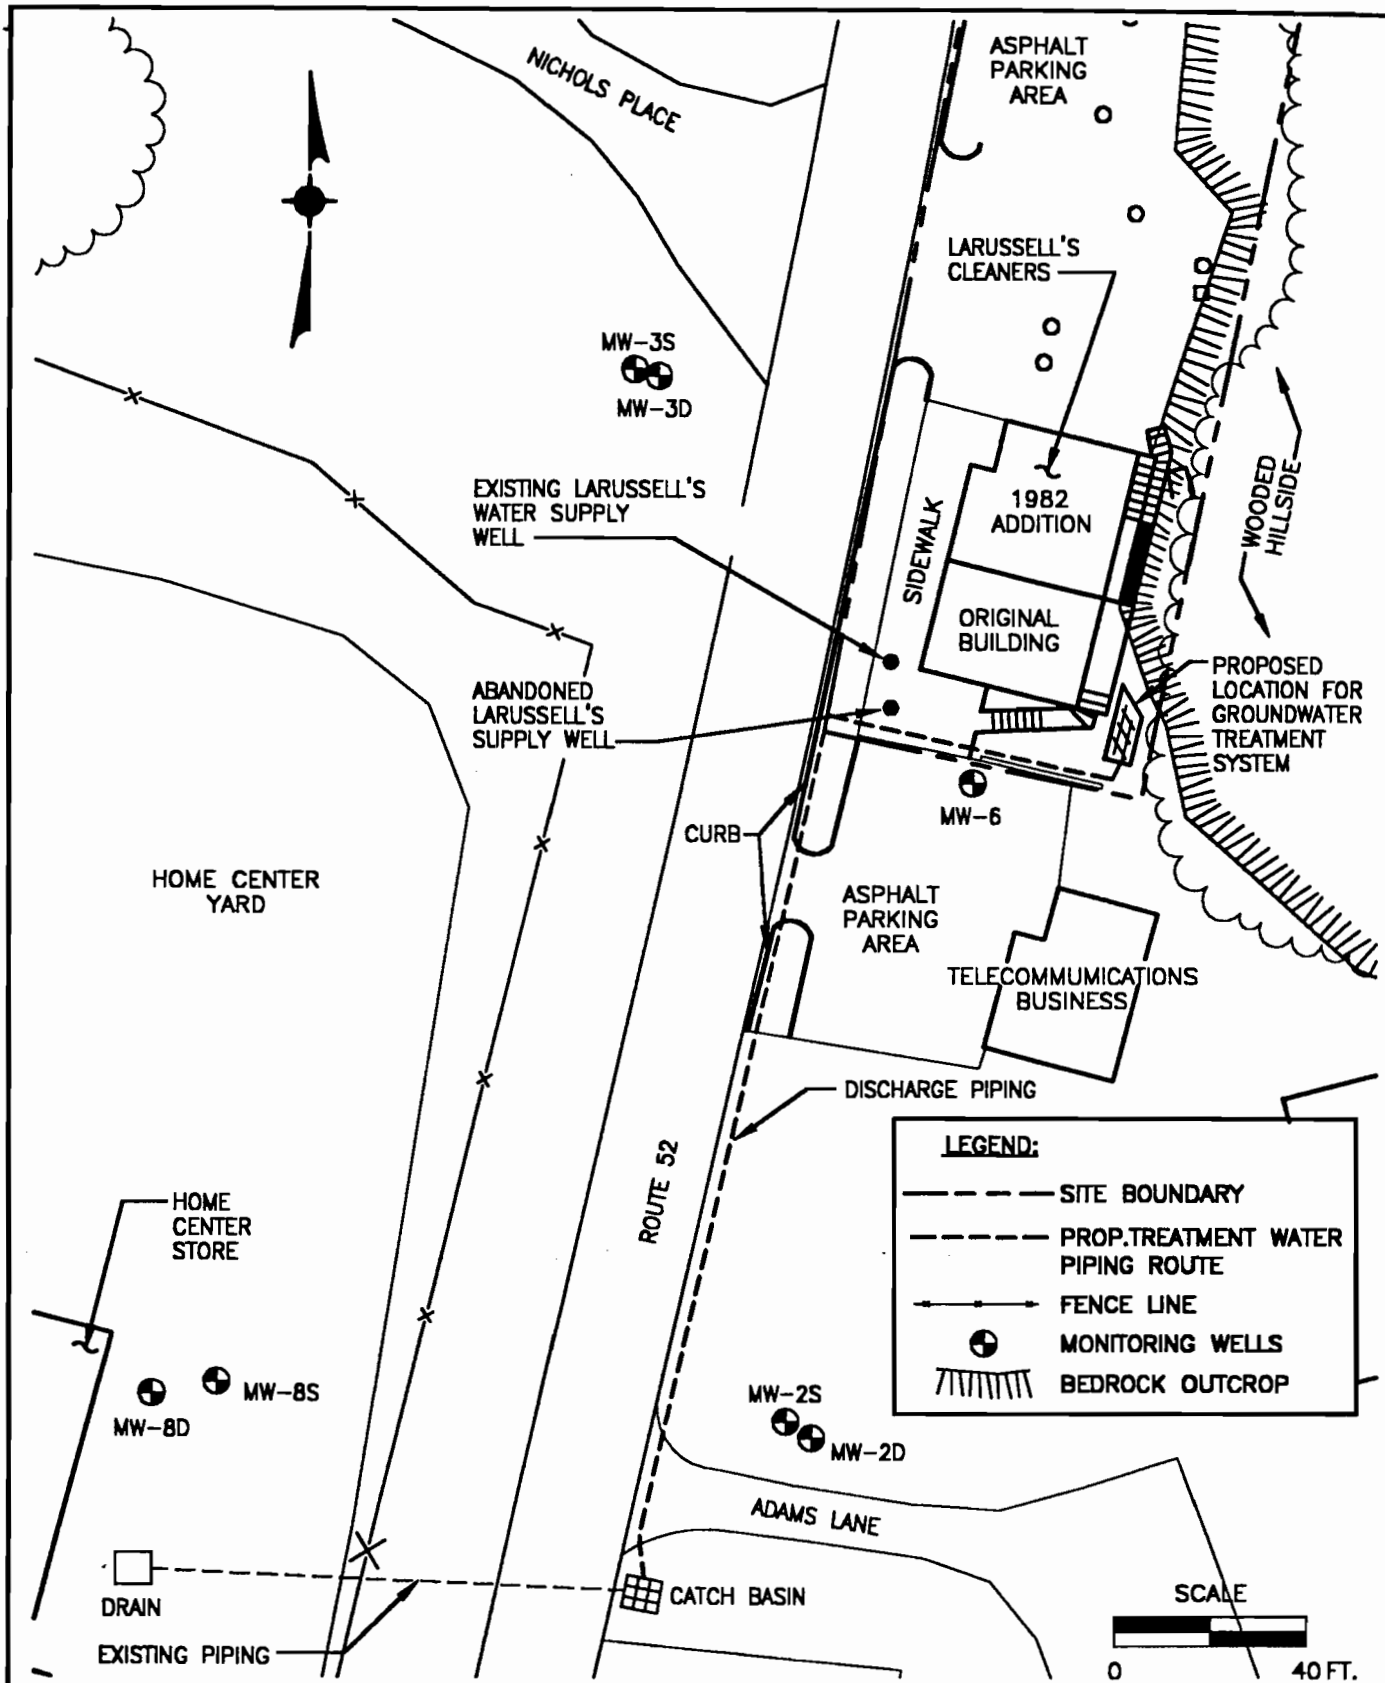 ASPHALT
PARKING
AREA
NICHOLS PLACE
LARUSSELL'S
CLEANERS
MW-3S
MW-3D
EXISTING LARUSSELL'S
WATER SUPPLY
WELL
SIDEWALK
1982
ADDITION
WOODED
HILLSIDE
ORIGINAL
BUILDING
ABANDONED
LARUSSELL'S
SUPPLY WELL
PROPOSED
LOCATION FOR
GROUNDWATER
TREATMENT
SYSTEM
MW-6
CURB
HOME CENTER
YARD
ASPHALT
PARKING
AREA
TELECOMMUMICATIONS
BUSINESS
DISCHARGE PIPING
ROUTE 52
LEGEND:
SITE BOUNDARY
PROP.TREATMENT WATER
PIPING ROUTE
FENCE LINE
MONITORING WELLS
BEDROCK OUTCROP
HOME
CENTER
STORE
MW-8S
MW-8D
MW-2S
MW-2D
ADAMS LANE
DRAIN
CATCH BASIN
EXISTING PIPING
SCALE
0 40 FT.